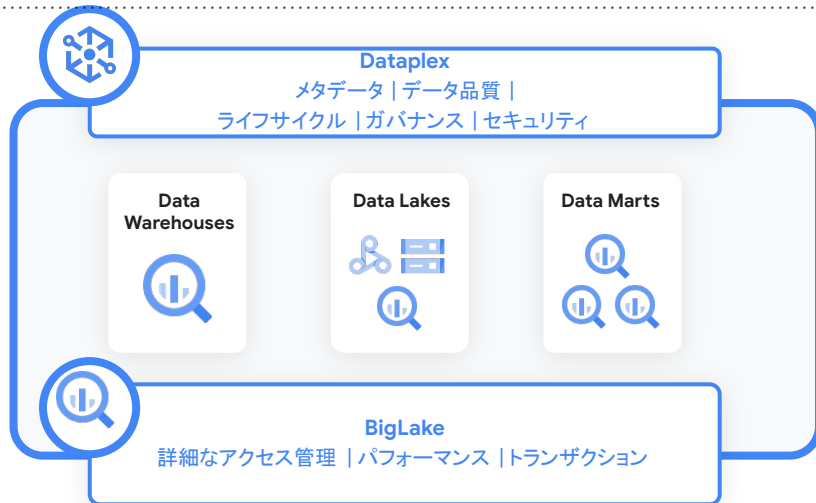 Dataplex
メタデータ | データ品質 |
ライフサイクル | ガバナンス | セキュリティ
Data
Warehouses
Data Lakes
Data Marts
BigLake
詳細なアクセス管理 | パフォーマンス | トランザクション